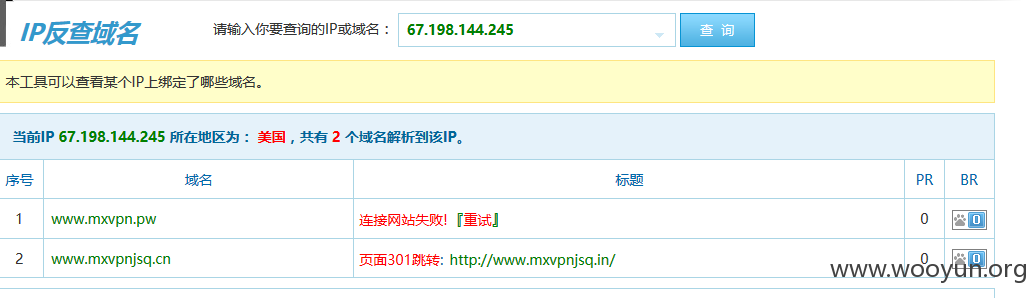 IP反查域名 请输入你要查询的IP或域名： 67.198.144.245 查 询
本工具可以查看某个IP上绑定了哪些域名。
当前IP 67.198.144.245 所在地区为： 美国，共有 2 个域名解析到该IP。
序号 域名 标题 PR BR
1 www.mxvpn.pw 连接网站失败!『重试』 0 0
2 www.mxvpnjsq.cn 页面301跳转: http://www.mxvpnjsq.in/ 0 0
www.wooyun.org